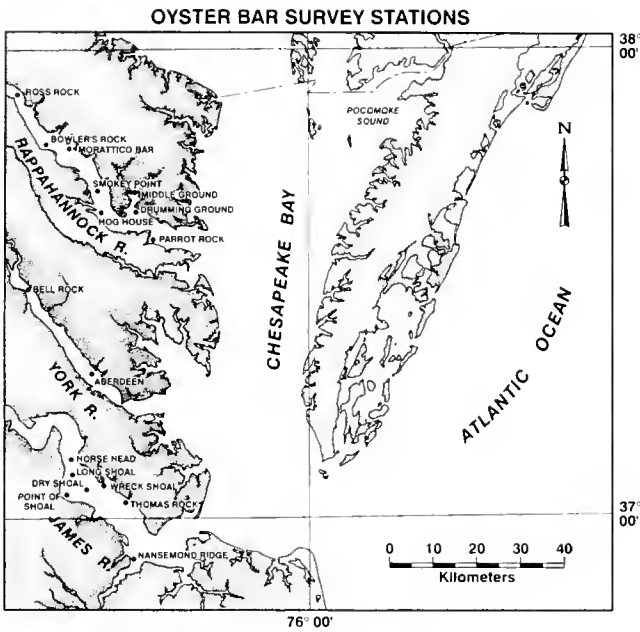 OYSTER BAR SURVEY STATIONS
38°
00'
ROSS ROCK
POCOMOKE
SOUND
N
BOWLER'S ROCK
MORATTICO BAR
RAPPAHANNOCK R.
SMOKEY POINT
MIDDLE GROUND
DRUMMING GROUND
HOG HOUSE
PARROT ROCK
CHESAPEAKE BAY
BELL ROCK
ATLANTIC OCEAN
ABERDEEN
YORK R.
HORSE HEAD
LONG SHOAL
DRY SHOAL
WRECK SHOAL
POINT OF
SHOAL
THOMAS ROCK
37°
00'
JAMES R.
NANSEMOND RIDGE
0 10 20 30 40
Kilometers
76° 00'